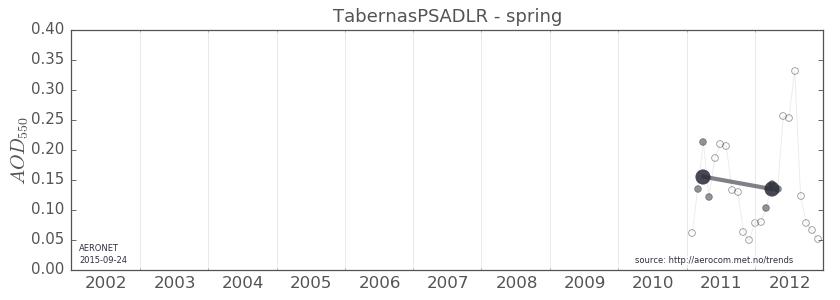 TabernasPSADLR - spring
0.40
0.35
0.30
0.25
0.20
0.15
0.10
0.05
0.00
AOD550
AERONET
2015-09-24
source: http://aerocom.met.no/trends
2002 2003 2004 2005 2006 2007 2008 2009 2010 2011 2012